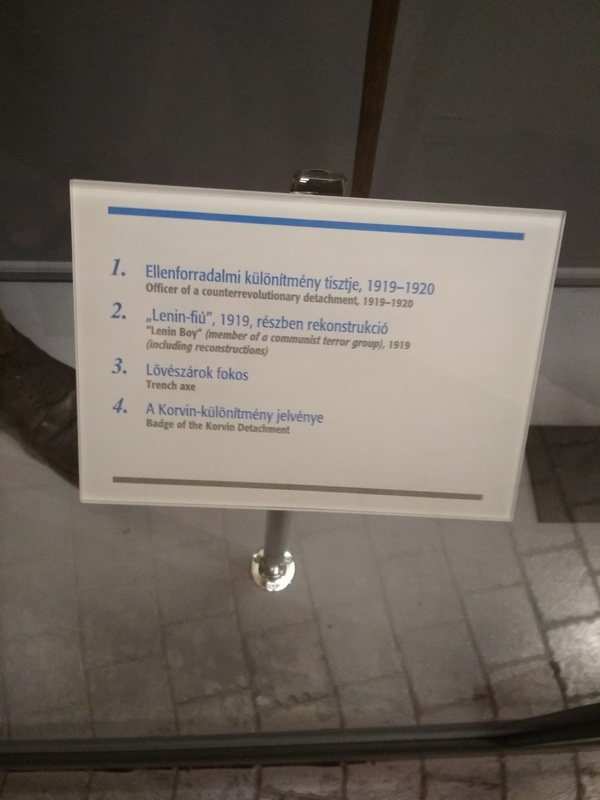 1. Ellenforradalmi különítmény tisztje, 1919–1920
Officer of a counterrevolutionary detachment, 1919–1920
2. „Lenin-fiú”, 1919, részben rekonstrukció
“Lenin Boy” (member of a communist terror group), 1919
(including reconstructions)
3. Lövészárok fokos
Trench axe
4. A Korvin-különítmény jelvénye
Badge of the Korvin Detachment